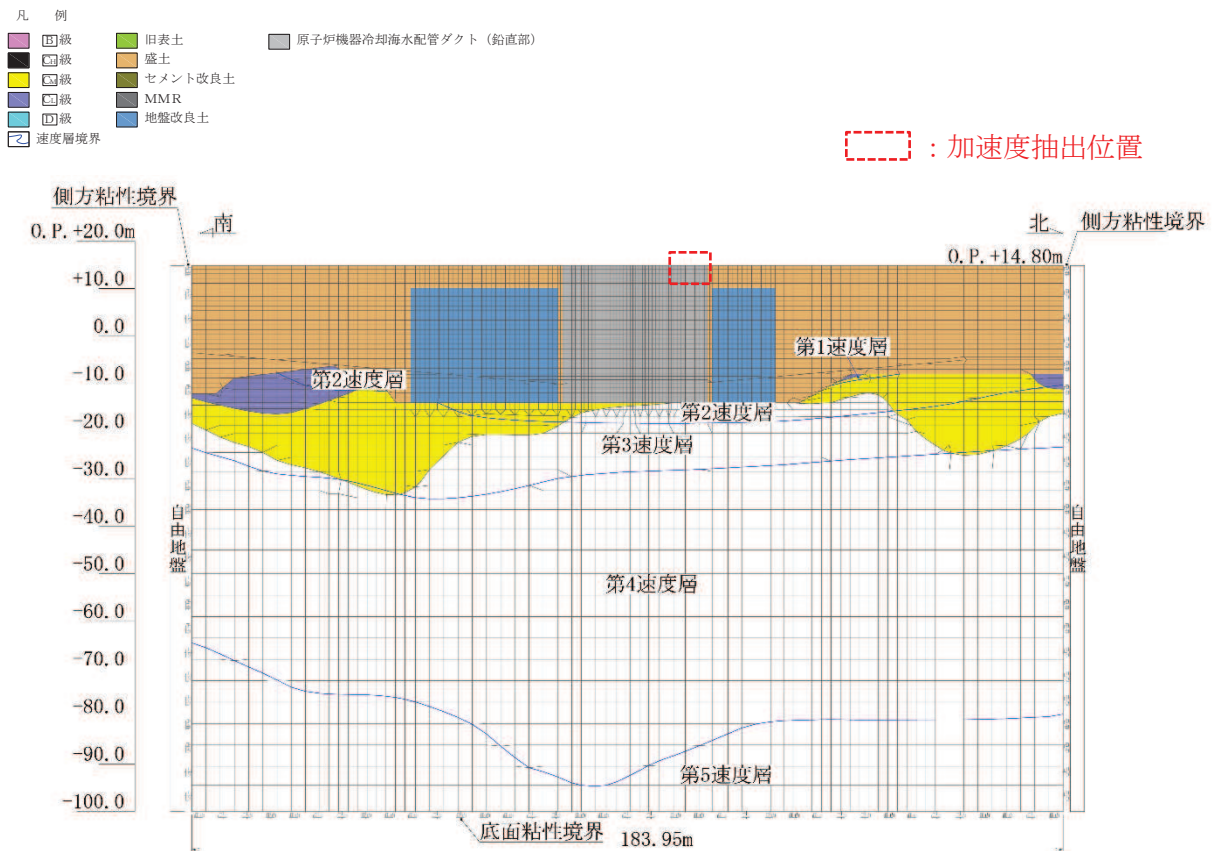 凡 例
B級
CH級
CM級
CL級
D級
速度層境界
旧表土
盛土
セメント改良土
MMR
地盤改良土
原子炉機器冷却海水配管ダクト（鉛直部）
：加速度抽出位置
側方粘性境界
南
北
側方粘性境界
O.P.+20.0m
O.P.+14.80m
+10.0
0.0
-10.0
-20.0
-30.0
-40.0
-50.0
-60.0
-70.0
-80.0
-90.0
-100.0
第1速度層
第2速度層
第2速度層
第3速度層
自由地盤
自由地盤
第4速度層
第5速度層
底面粘性境界
183.95m